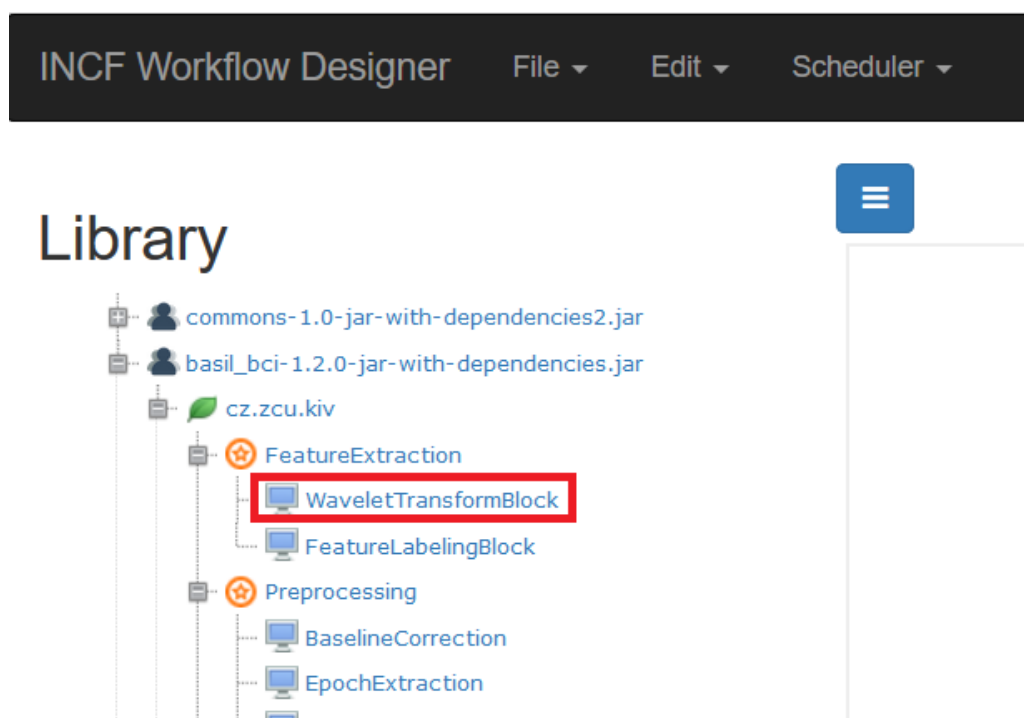 INCF Workflow Designer File Edit Scheduler
Library
commons-1.0-jar-with-dependencies2.jar
basil_bci-1.2.0-jar-with-dependencies.jar
cz.zcu.kiv
FeatureExtraction
WaveletTransformBlock
FeatureLabelingBlock
Preprocessing
BaselineCorrection
EpochExtraction